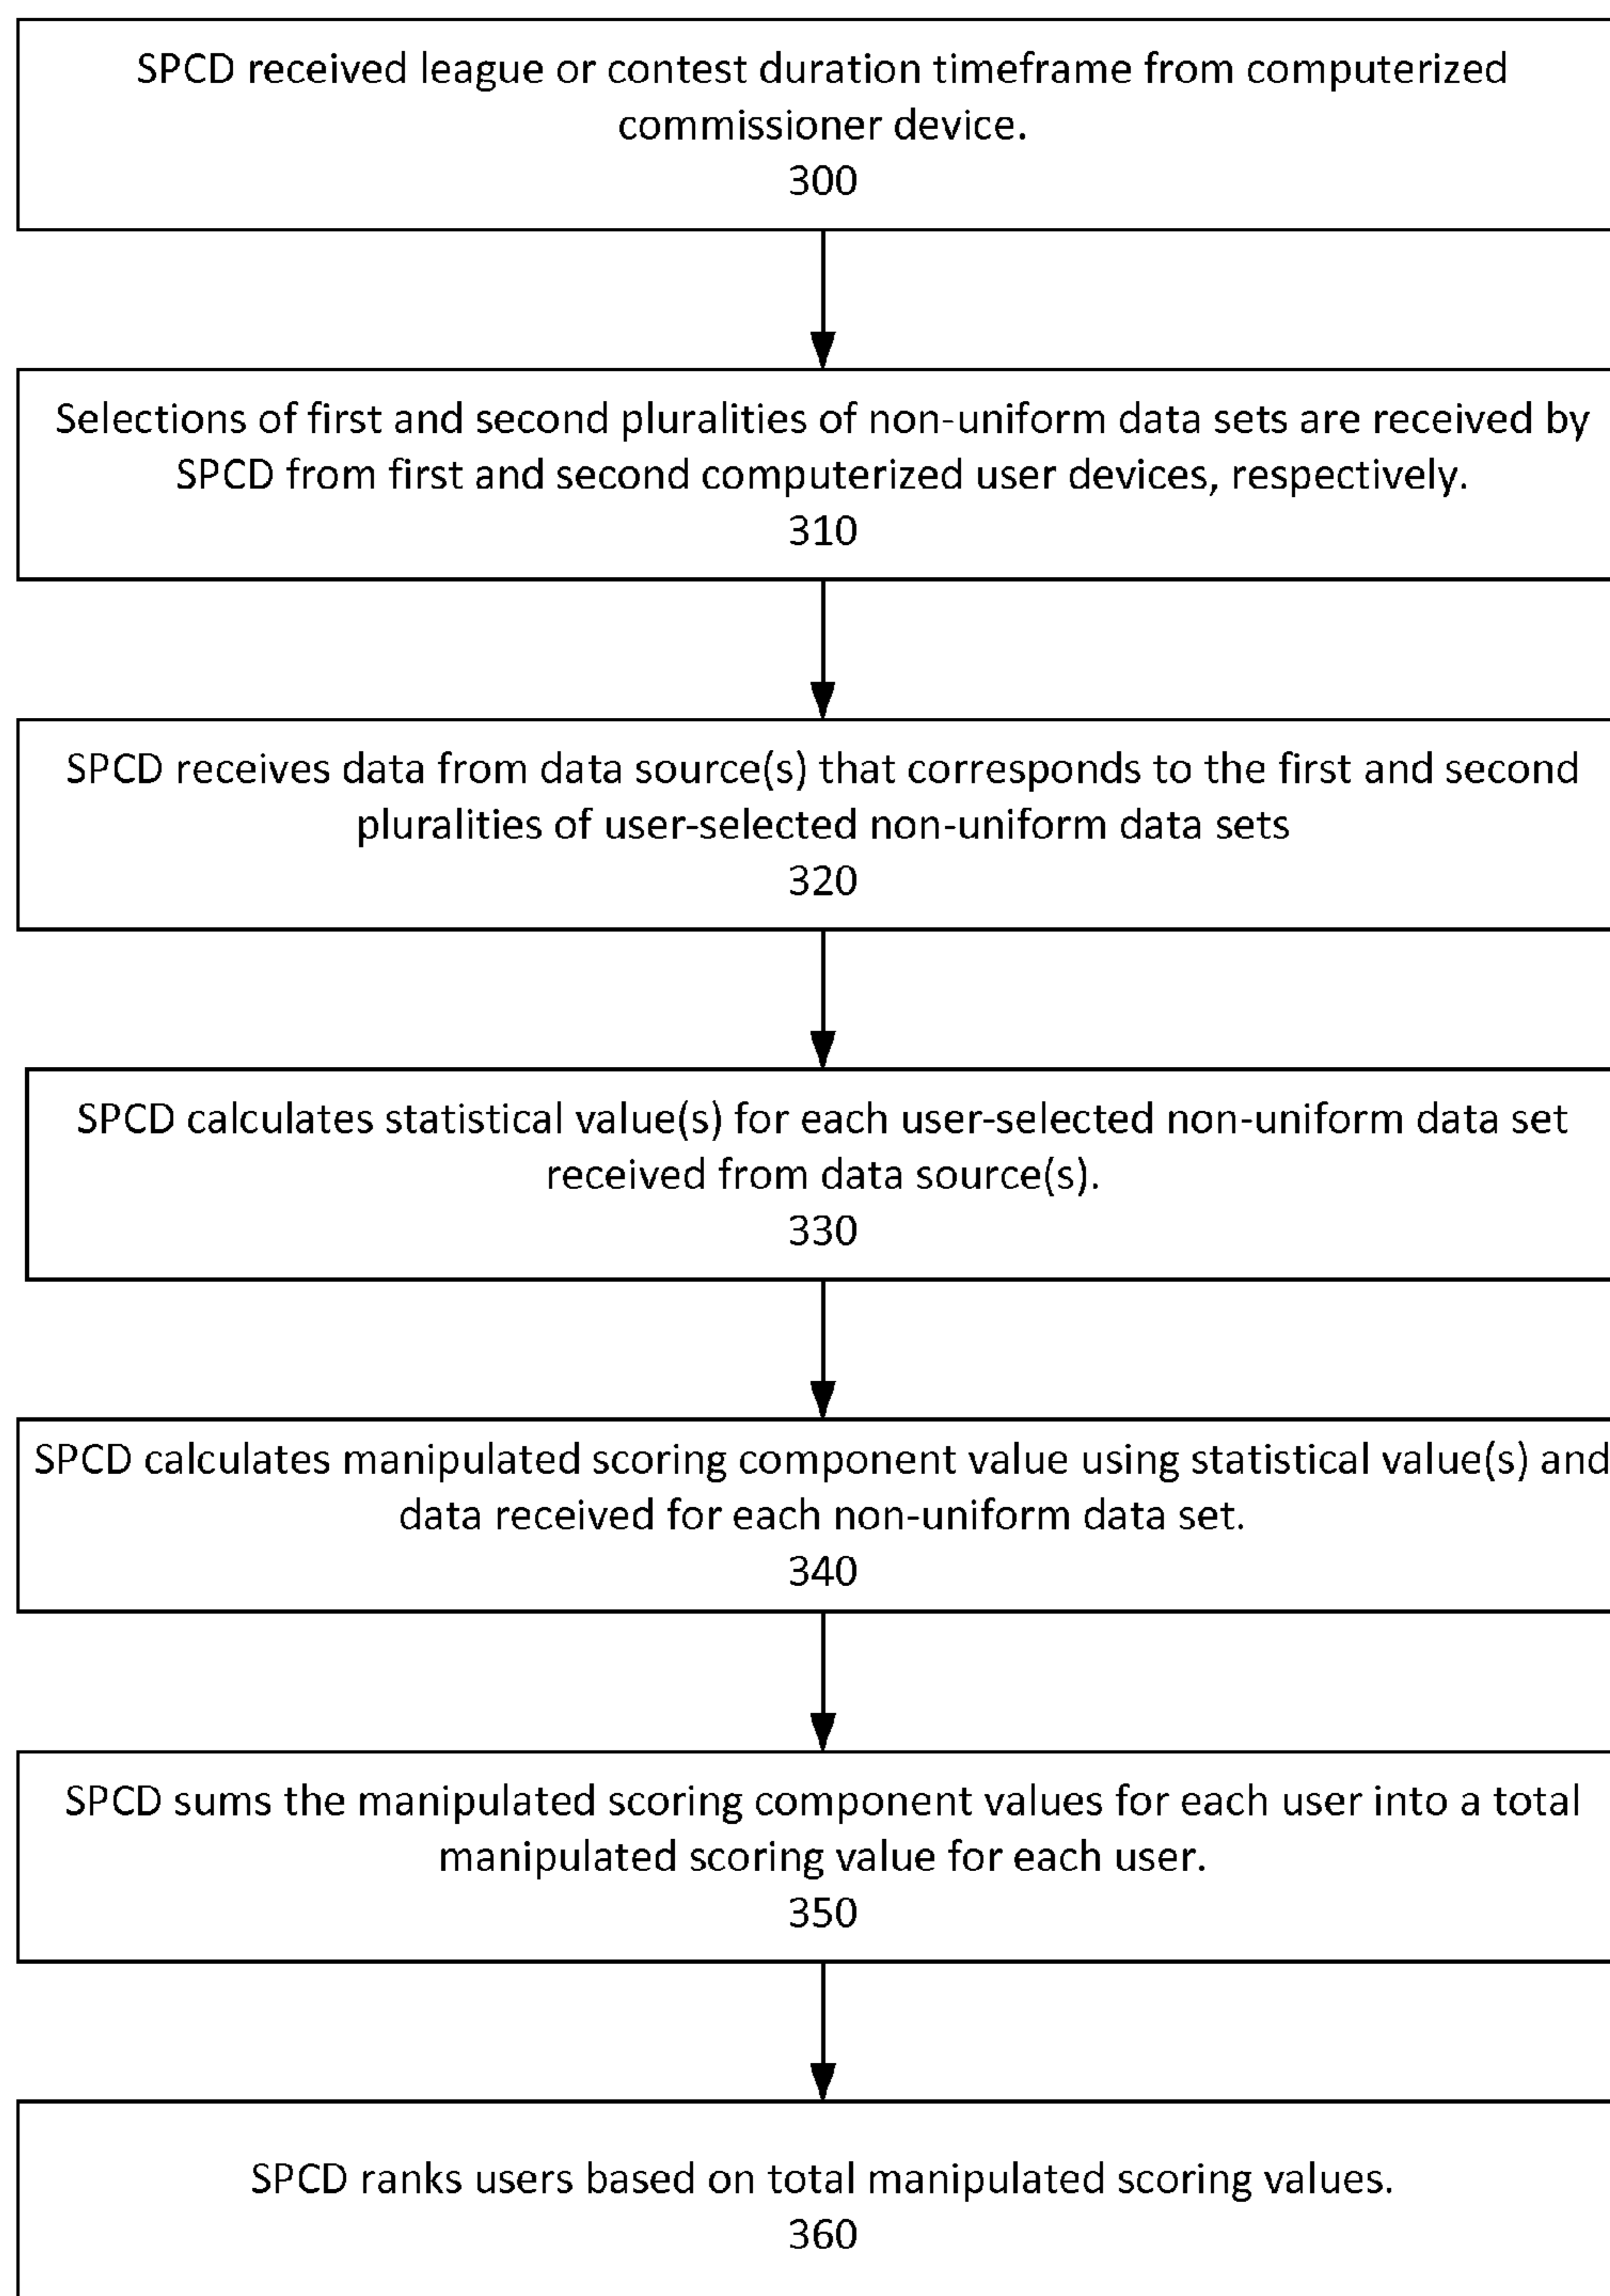 SPCD received league or contest duration timeframe from computerized
commissioner device.
300
Selections of first and second pluralities of non-uniform data sets are received by
SPCD from first and second computerized user devices, respectively.
310
SPCD receives data from data source(s) that corresponds to the first and second
pluralities of user-selected non-uniform data sets
320
SPCD calculates statistical value(s) for each user-selected non-uniform data set
received from data source(s).
330
SPCD calculates manipulated scoring component value using statistical value(s) and
data received for each non-uniform data set.
340
SPCD sums the manipulated scoring component values for each user into a total
manipulated scoring value for each user.
350
SPCD ranks users based on total manipulated scoring values.
360